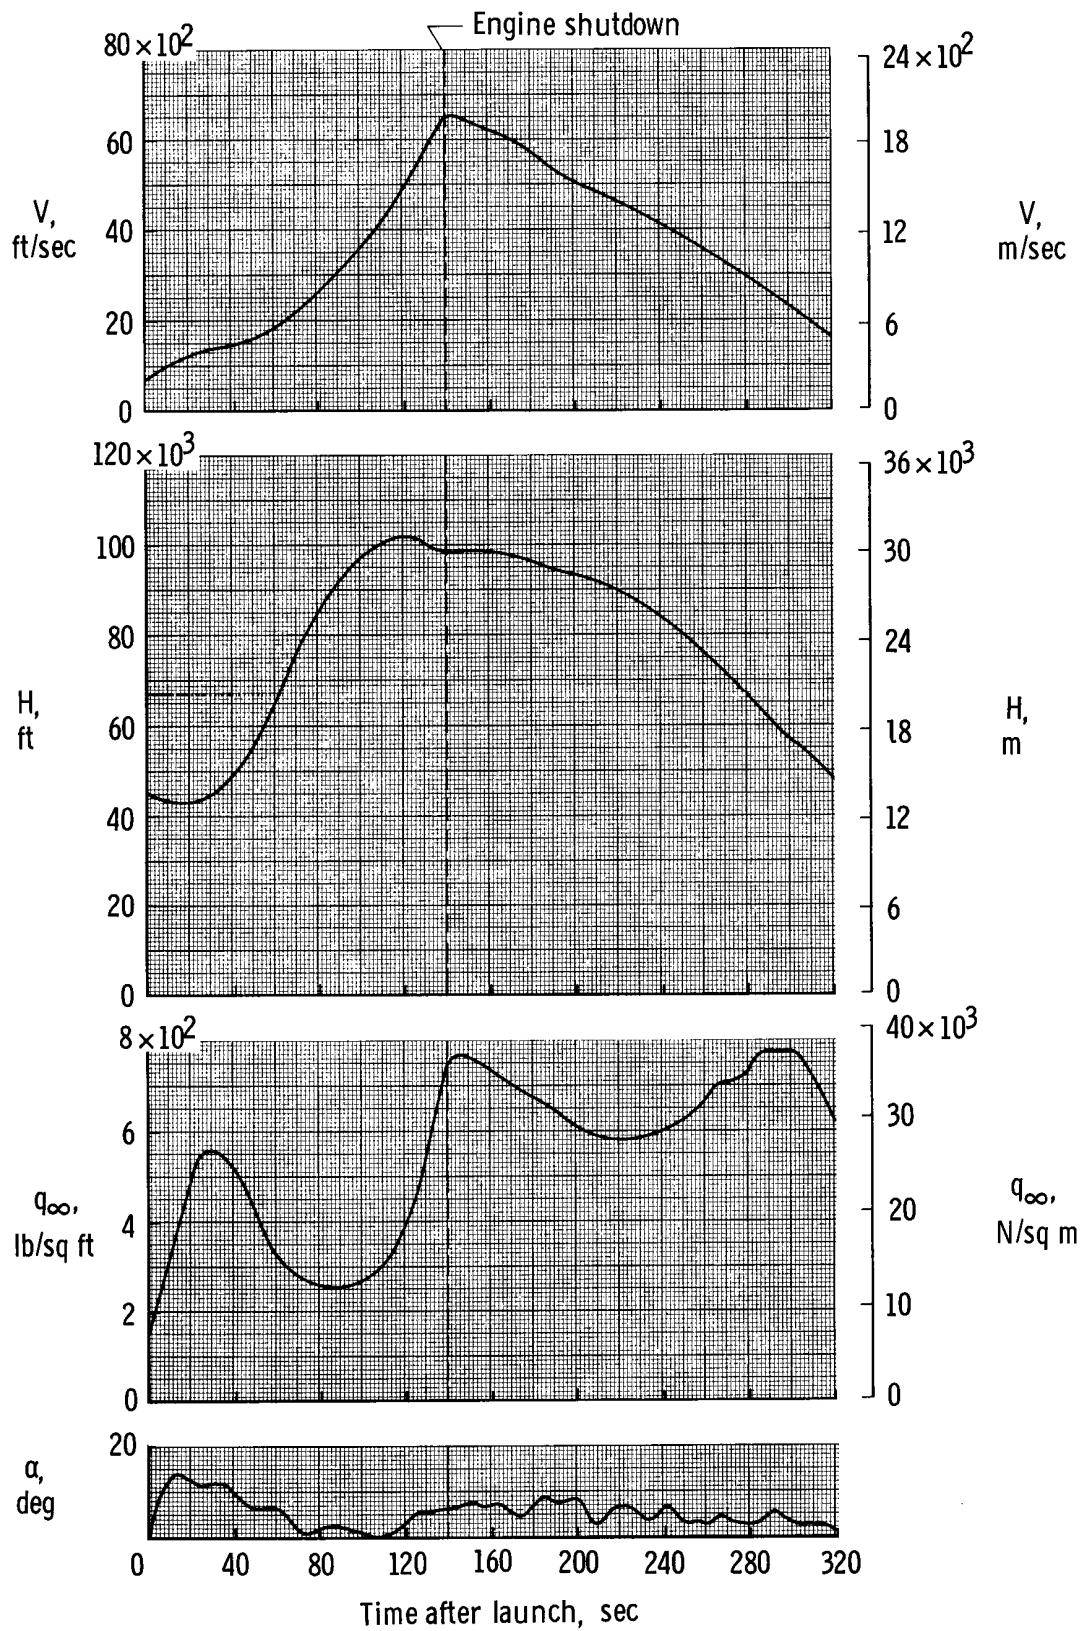 Engine shutdown
80×10²
60
40
20
0
V,
ft/sec
24×10²
18
12
6
0
V,
m/sec
120×10³
100
80
60
40
20
0
H,
ft
36×10³
30
24
18
12
6
0
H,
m
8×10²
6
4
2
0
q∞,
lb/sq ft
40×10³
30
20
10
0
q∞,
N/sq m
20
α,
deg
0 40 80 120 160 200 240 280 320
Time after launch, sec